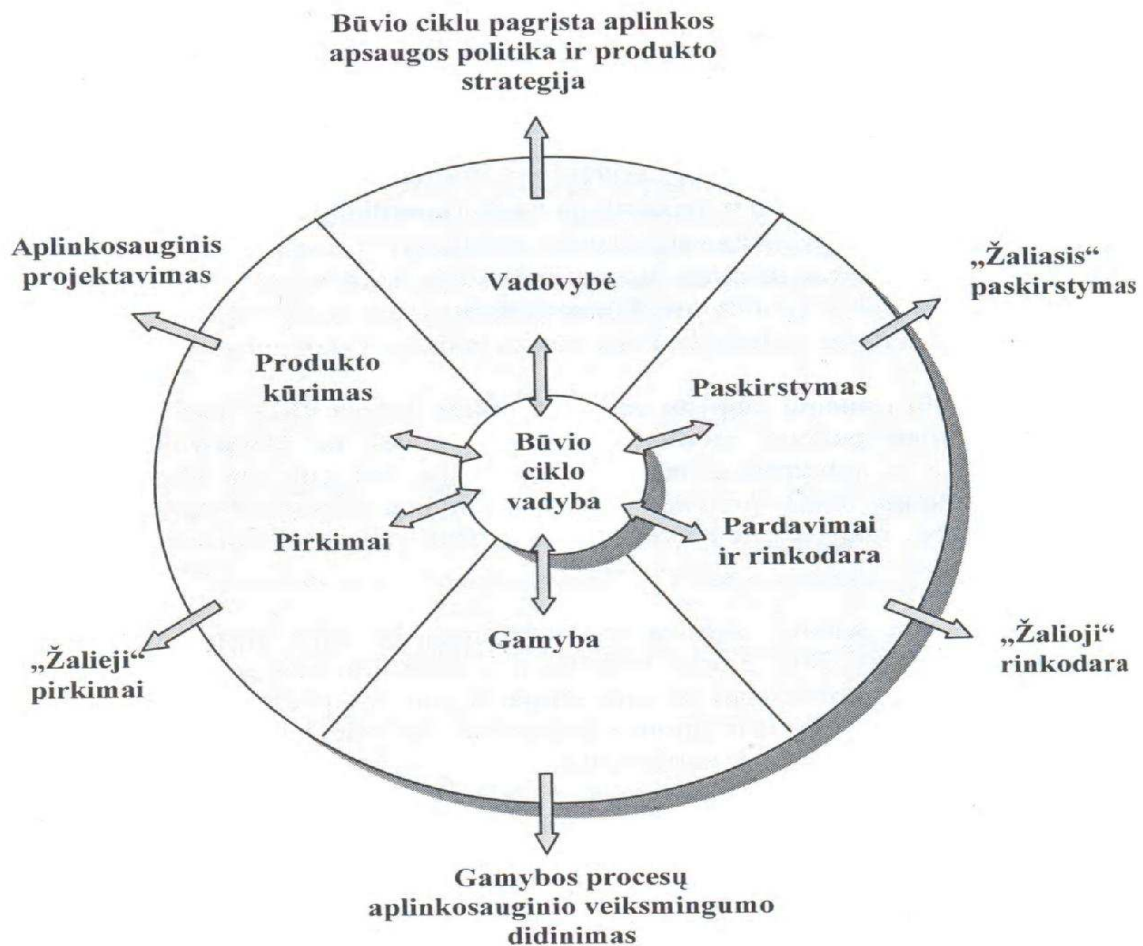 Būvio ciklu pagrįsta aplinkos
apsaugos politika ir produkto
strategija
Aplinkosauginis
projektavimas
„Žaliasis“
paskirstymas
Vadovybė
Produkto
kūrimas
Paskirstymas
Būvio
ciklo
vadyba
Pirkimai
Pardavimai
ir rinkodara
Gamyba
„Žalieji“
pirkimai
„Žalioji“
rinkodara
Gamybos procesų
aplinkosauginio veiksmingumo
didinimas